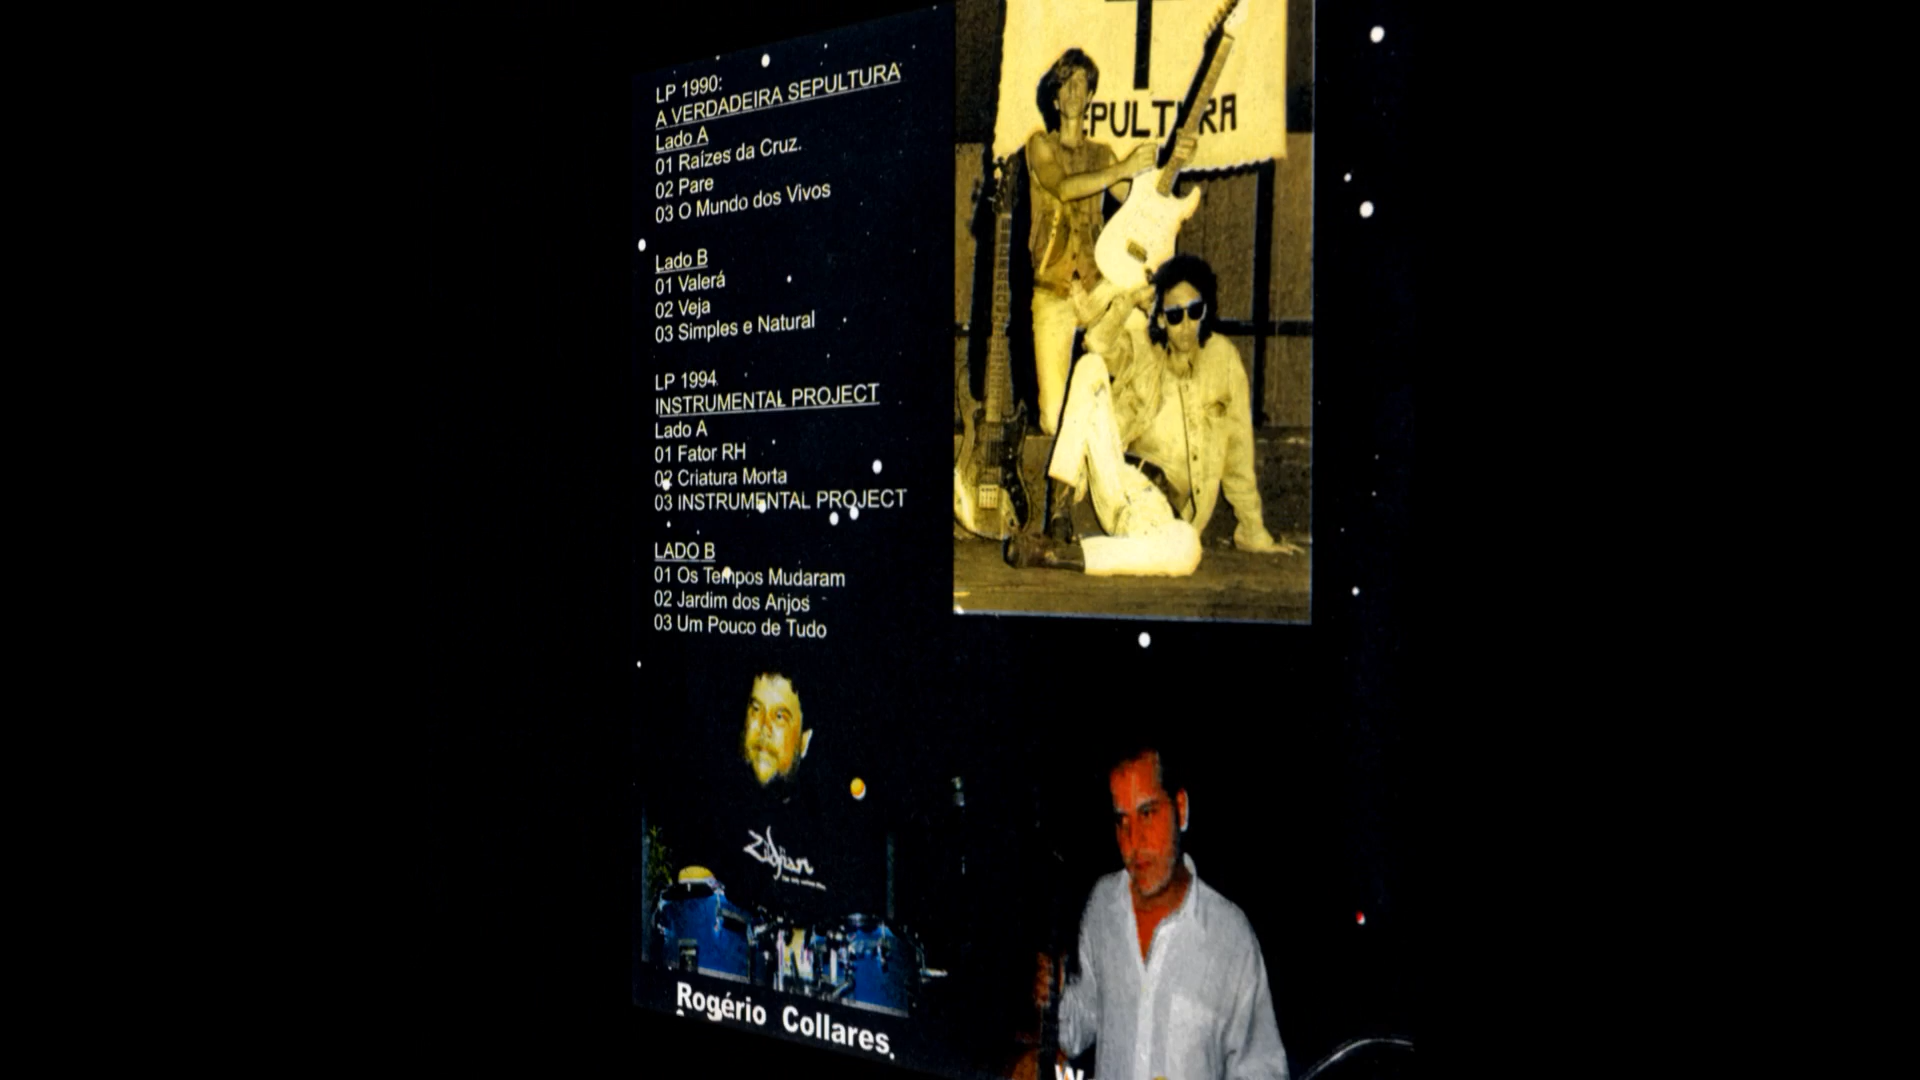 LP 1990:
A VERDADEIRA SEPULTURA
Lado A
01 Raízes da Cruz.
02 Pare
03 O Mundo dos Vivos
Lado B
01 Valerá
02 Veja
03 Simples e Natural
LP 1994
INSTRUMENTAL PROJECT
Lado A
01 Fator RH
02 Criatura Morta
03 INSTRUMENTAL PROJECT
LADO B
01 Os Tempos Mudaram
02 Jardim dos Anjos
03 Um Pouco de Tudo
EPULTURA
Zildjian
Rogério Collares.